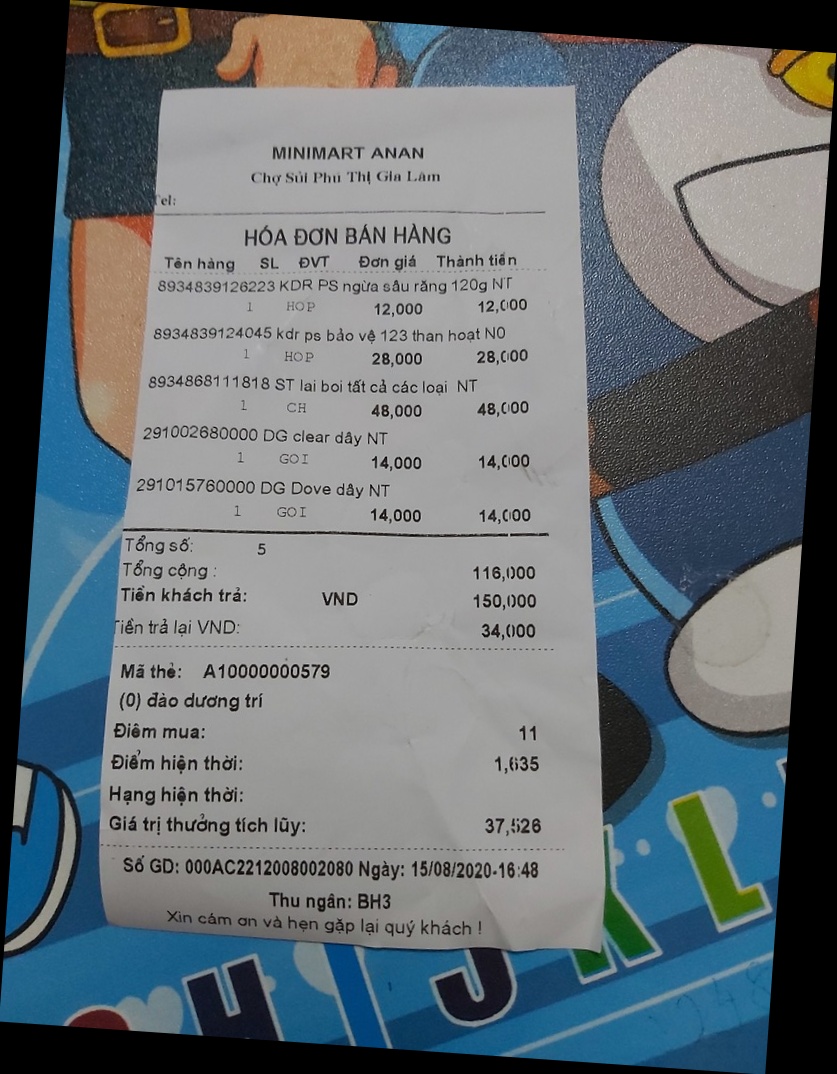 MINIMART ANAN
Chợ Sủi Phú Thị Gia Lâm
Tel:
HÓA ĐƠN BÁN HÀNG
Tên hàng SL ĐVT Đơn giá Thành tiền
8934839126223 KDR PS ngừa sâu răng 120g NT
1 HOP 12,000 12,000
8934839124045 kdr ps bảo vệ 123 than hoạt N0
1 HOP 28,000 28,000
8934868111818 ST lai boi tất cả các loại NT
1 CH 48,000 48,000
291002680000 DG clear dây NT
1 GOI 14,000 14,000
291015760000 DG Dove dây NT
1 GOI 14,000 14,000
Tổng số: 5
Tổng cộng : 116,000
Tiền khách trả: VND 150,000
Tiền trả lại VND: 34,000
Mã thẻ: A10000000579
(0) đào dương trí
Điêm mua: 11
Điểm hiện thời: 1,635
Hạng hiện thời:
Giá trị thưởng tích lũy: 37,526
Số GD: 000AC2212008002080 Ngày: 15/08/2020-16:48
Thu ngân: BH3
Xin cám ơn và hẹn gặp lại quý khách !
H I J K L